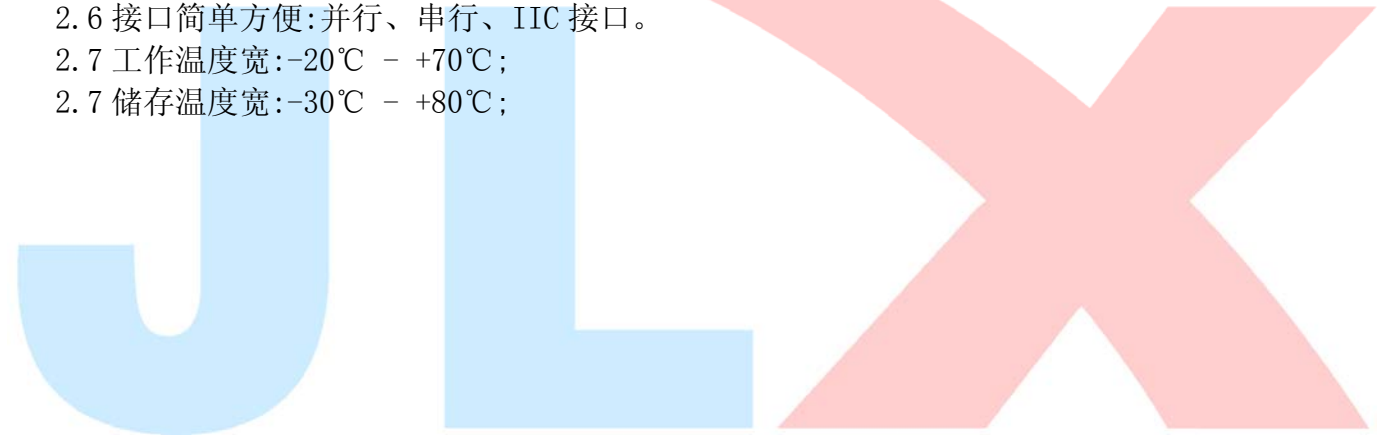 2.6 接口简单方便:并行、串行、IIC 接口。
2.7 工作温度宽:-20℃ - +70℃;
2.7 储存温度宽:-30℃ - +80℃;
JLX